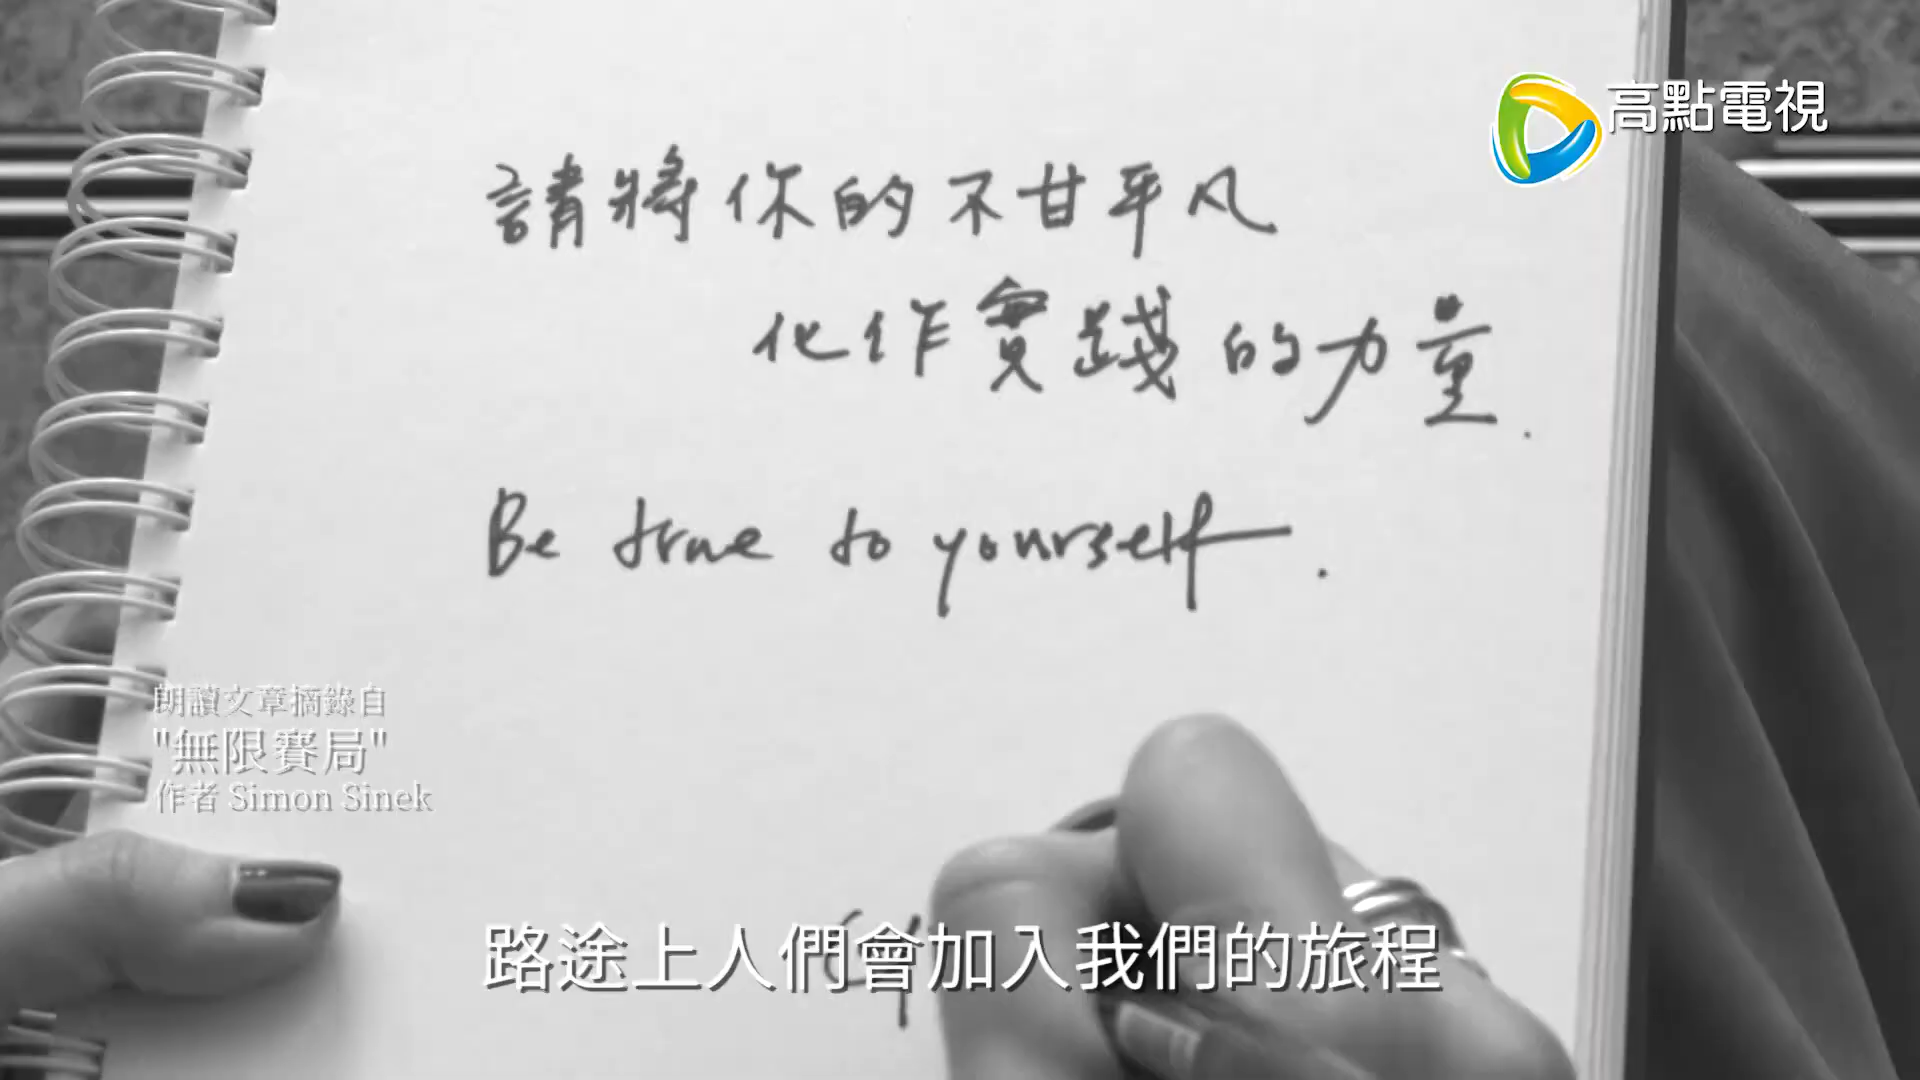 高點電視
請將你的不甘平凡
化作實踐的力量.
Be true to yourself.
朗讀文章摘錄自
"無限賽局"
作者 Simon Sinek
路途上人們會加入我們的旅程